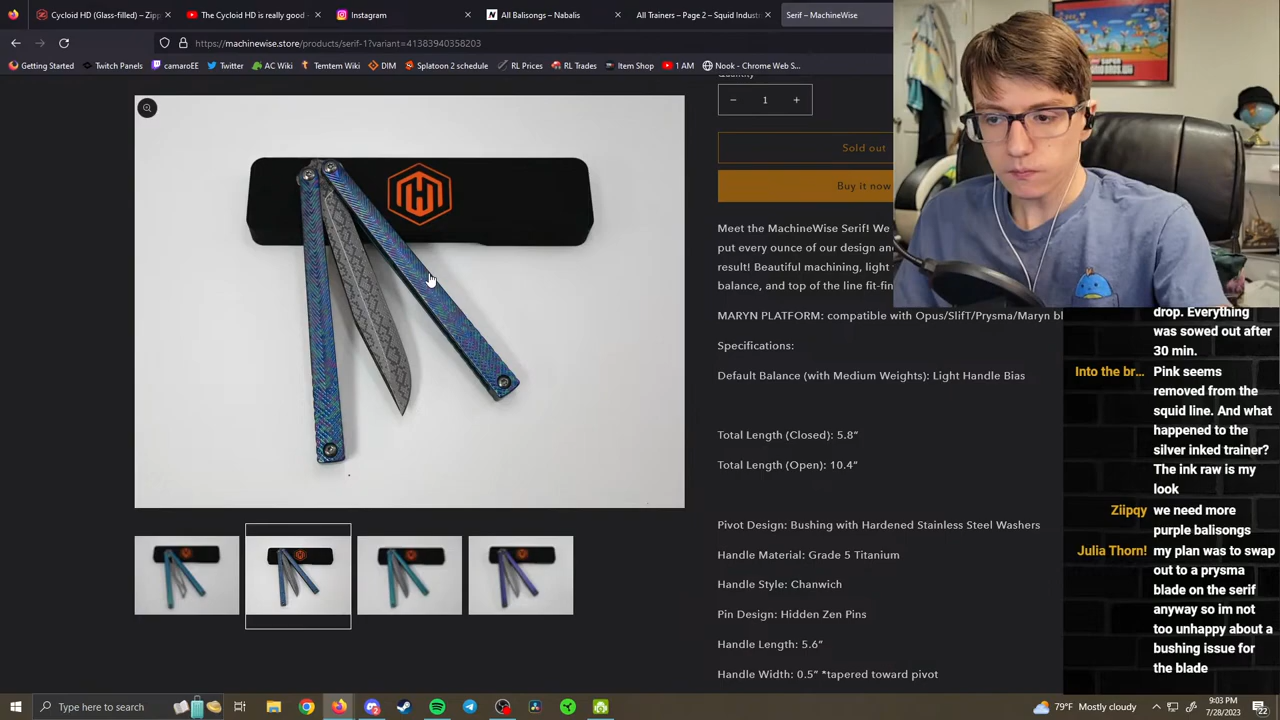 Cycloid HD (Glass-filled) – Zipp
The Cycloid HD is really good -
Instagram
All Balisongs – Nabalis
All Trainers – Page 2 – Squid Indust
Serif – MachineWise
https://machinewise.store/products/serif-1?variant=41383940358203
Getting Started
Twitch Panels
camaroEE
Twitter
AC Wiki
Temtem Wiki
DIM
Splatoon 2 schedule
RL Prices
RL Trades
Item Shop
1 AM
Nook - Chrome Web S...
Quantity
− 1 +
Sold out
Buy it now
Meet the MachineWise Serif! We
put every ounce of our design and
result! Beautiful machining, light
balance, and top of the line fit-fin
MARYN PLATFORM: compatible with Opus/SlifT/Prysma/Maryn bl
Specifications:
Default Balance (with Medium Weights): Light Handle Bias
Total Length (Closed): 5.8”
Total Length (Open): 10.4”
Pivot Design: Bushing with Hardened Stainless Steel Washers
Handle Material: Grade 5 Titanium
Handle Style: Chanwich
Pin Design: Hidden Zen Pins
Handle Length: 5.6”
Handle Width: 0.5” *tapered toward pivot
drop. Everything
was sowed out after
30 min.
Into the br... Pink seems
removed from the
squid line. And what
happened to the
silver inked trainer?
The ink raw is my
look
Ziipqy we need more
purple balisongs
Julia Thorn! my plan was to swap
out to a prysma
blade on the serif
anyway so im not
too unhappy about a
bushing issue for
the blade
Type here to search
79°F Mostly cloudy
9:03 PM
7/28/2023
22